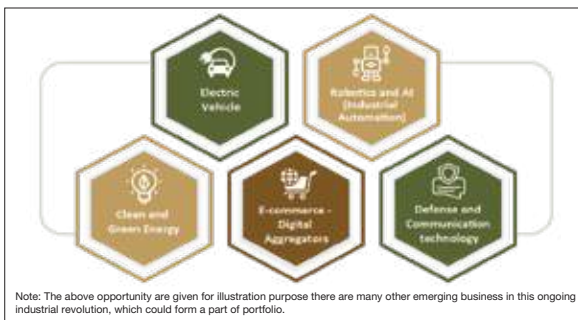 Electric
Vehicle
Robotics and AI
(Industrial
Automation)
Clean and
Green Energy
E-commerce -
Digital
Aggregators
Defense and
Communication
technology
Note: The above opportunity are given for illustration purpose there are many other emerging business in this ongoing
industrial revolution, which could form a part of portfolio.